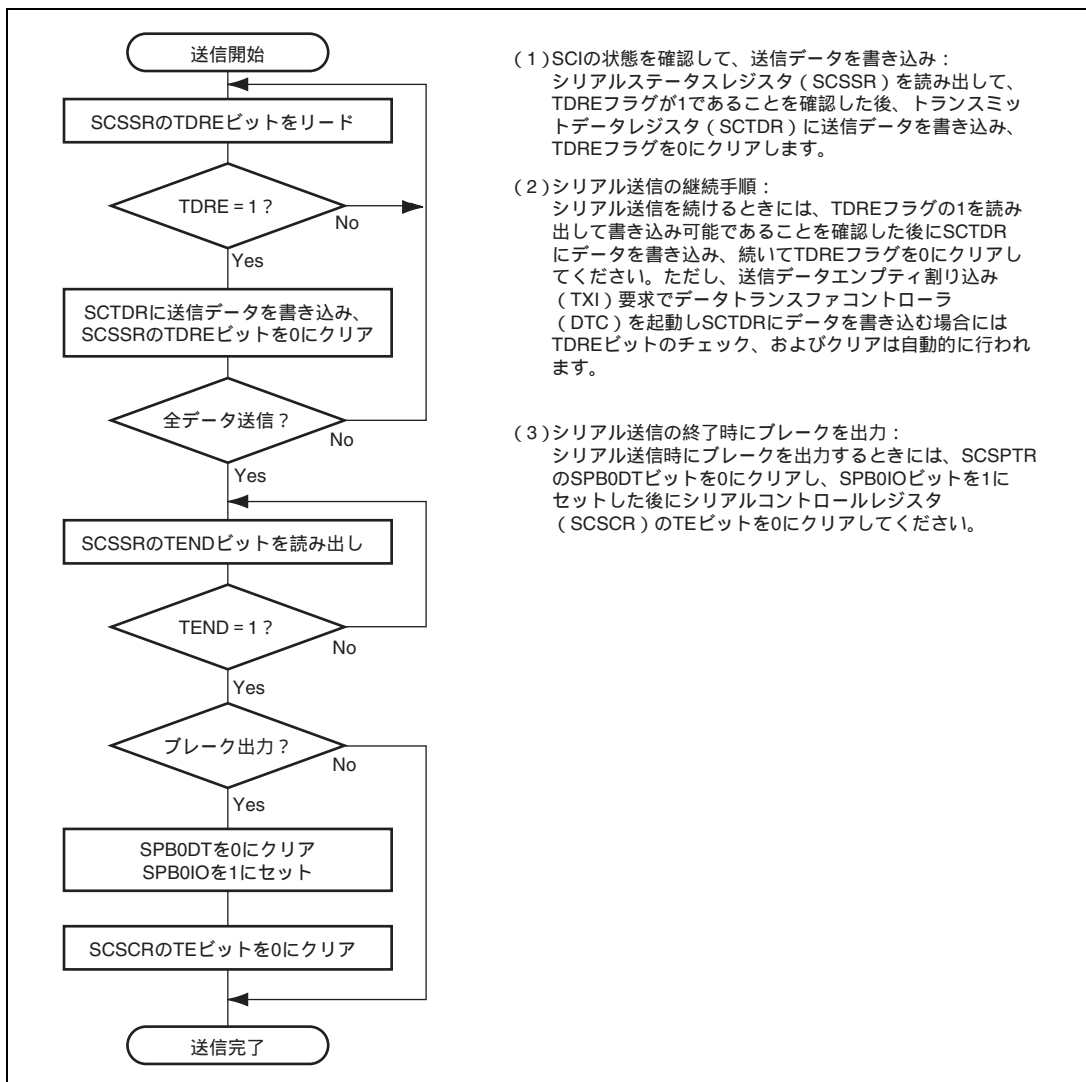 送信開始
SCSSRのTDREビットをリード
TDRE = 1 ?
No
Yes
SCTDRに送信データを書き込み、
SCSSRのTDREビットを0にクリア
全データ送信？
No
Yes
SCSSRのTENDビットを読み出し
TEND = 1 ?
No
Yes
ブレーク出力？
No
Yes
SPB0DTを0にクリア
SPB0IOを1にセット
SCSCRのTEビットを0にクリア
送信完了
（1）SCIの状態を確認して、送信データを書き込み：
シリアルステータスレジスタ（SCSSR）を読み出して、
TDREフラグが1であることを確認した後、トランスミッ
トデータレジスタ（SCTDR）に送信データを書き込み、
TDREフラグを0にクリアします。
（2）シリアル送信の継続手順：
シリアル送信を続けるときには、TDREフラグの1を読み
出して書き込み可能であることを確認した後にSCTDR
にデータを書き込み、続いてTDREフラグを0にクリアし
てください。ただし、送信データエンプティ割り込み
（TXI）要求でデータトランスファコントローラ
（DTC）を起動しSCTDRにデータを書き込む場合には
TDREビットのチェック、およびクリアは自動的に行われ
ます。
（3）シリアル送信の終了時にブレークを出力：
シリアル送信時にブレークを出力するときには、SCSPTR
のSPB0DTビットを0にクリアし、SPB0IOビットを1に
セットした後にシリアルコントロールレジスタ
（SCSCR）のTEビットを0にクリアしてください。